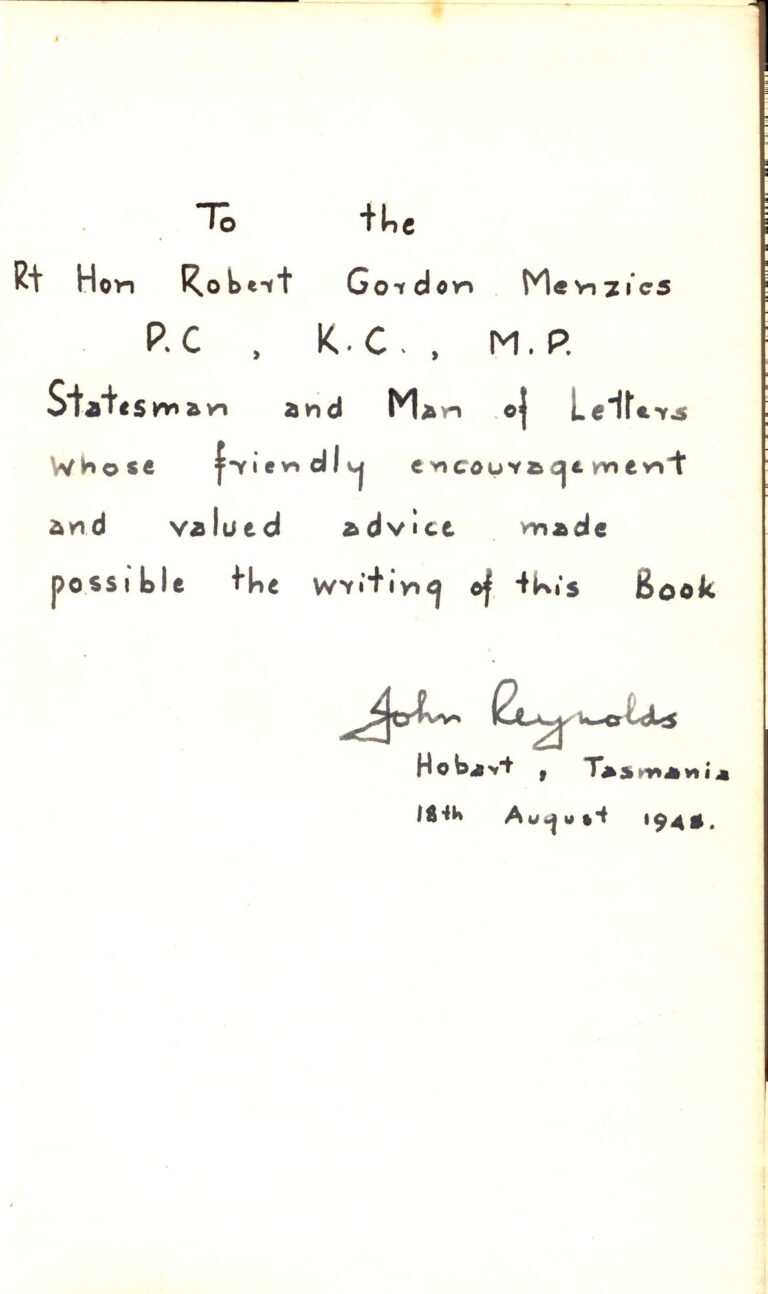 To the
Rt Hon Robert Gordon Menzies
P.C , K.C. , M.P.
Statesman and Man of Letters
whose friendly encouragement
and valued advice made
possible the writing of this Book
John Reynolds
Hobart , Tasmania
18th August 1948.